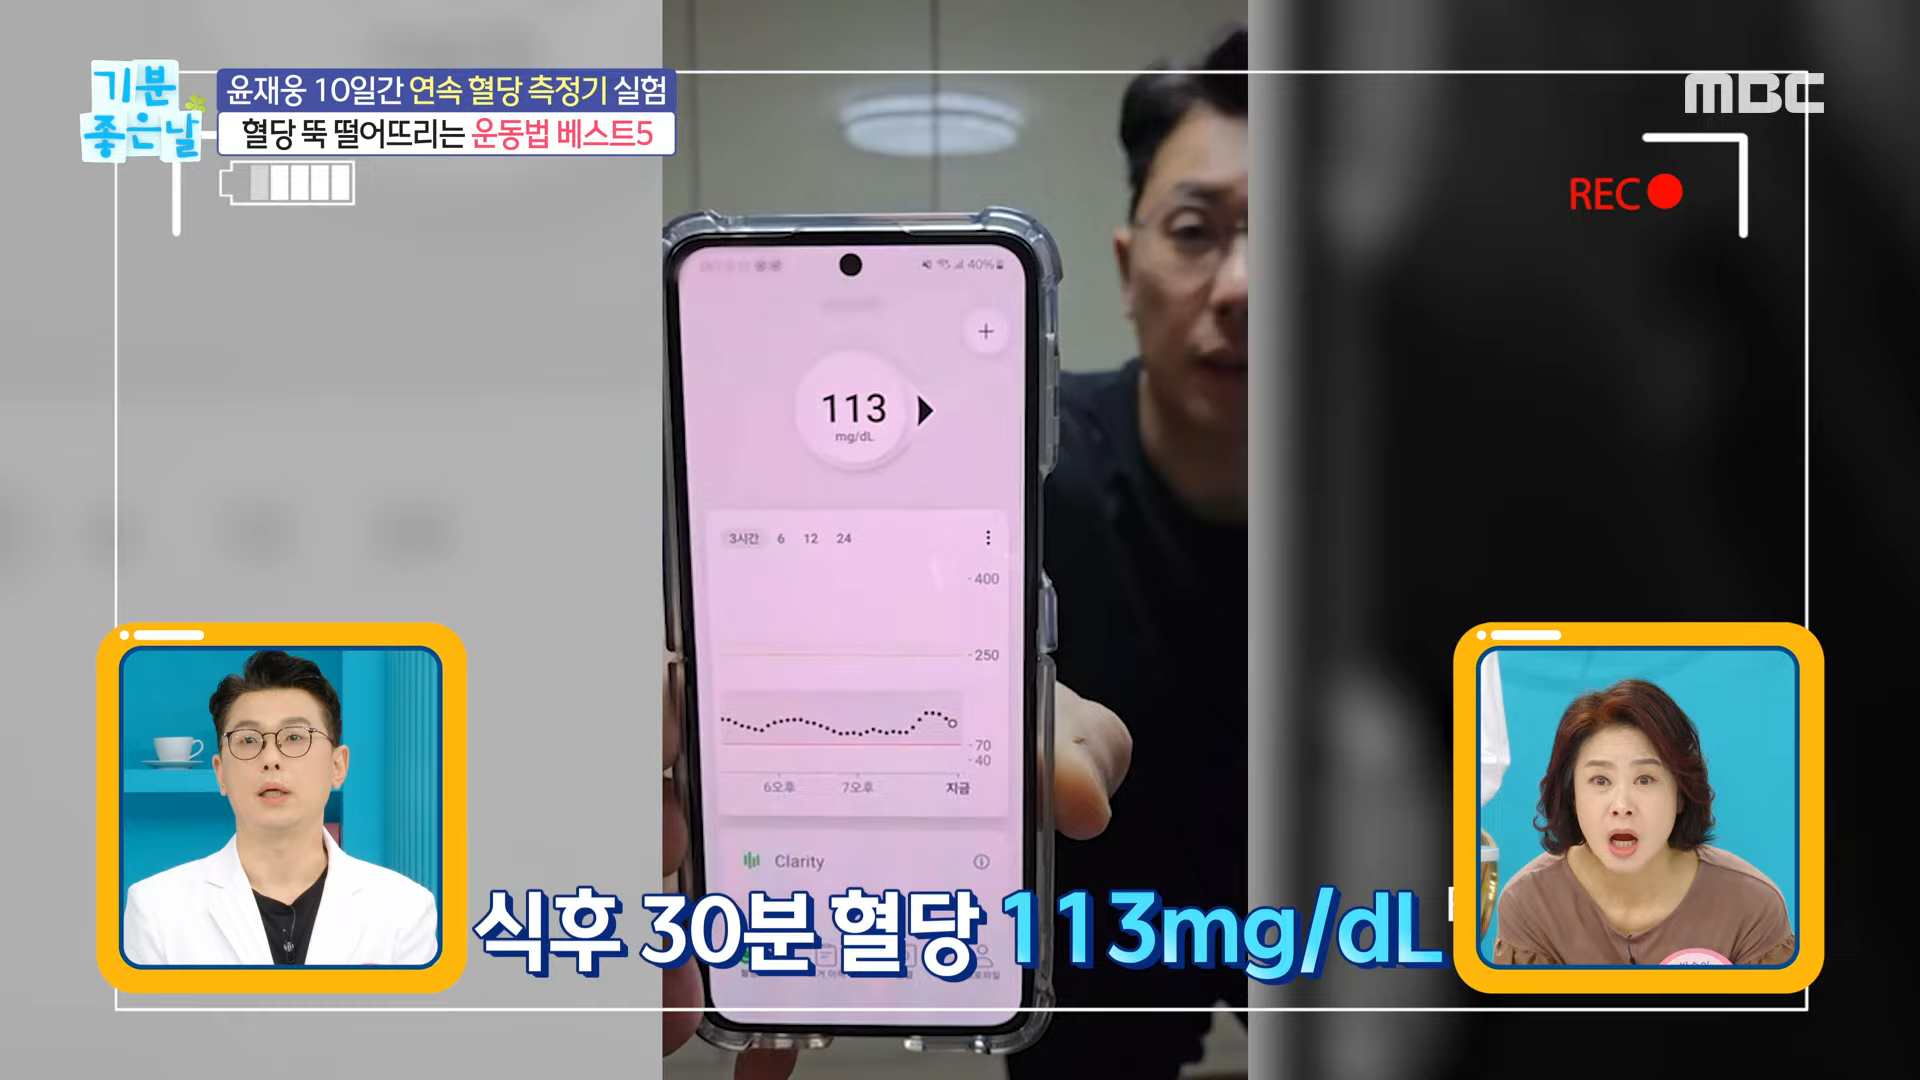 기분
좋은날
윤재웅 10일간 연속 혈당 측정기 실험
혈당 뚝 떨어뜨리는 운동법 베스트5
MBC
REC
40%
+
113
mg/dL
3시간 6 12 24
400
250
70
40
6오후 7오후 지금
Clarity
식후 30분 혈당 113mg/dL